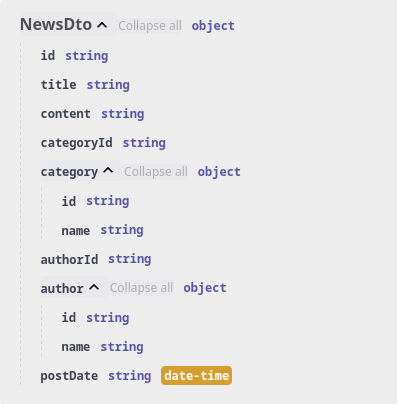 NewsDto Collapse all object
id string
title string
content string
categoryId string
category Collapse all object
id string
name string
authorId string
author Collapse all object
id string
name string
postDate string date-time